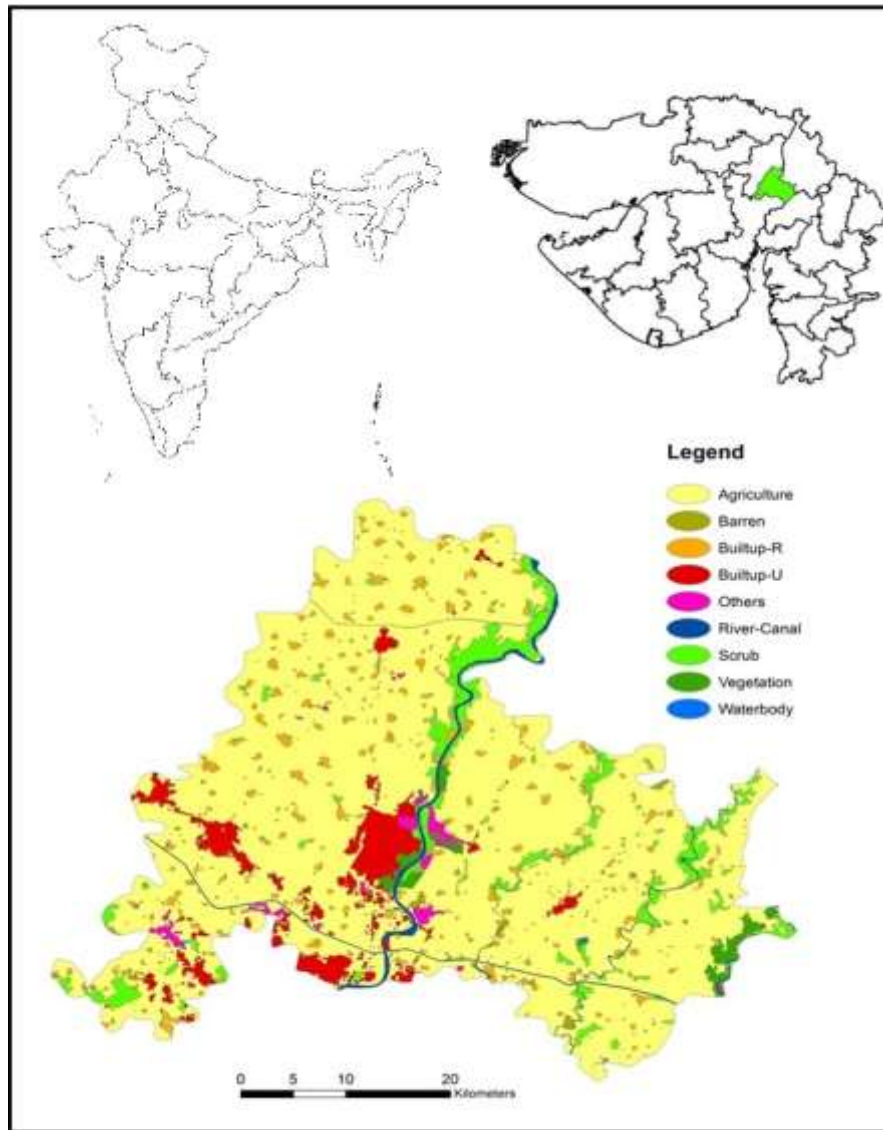 Legend
Agriculture
Barren
Builtup-R
Builtup-U
Others
River-Canal
Scrub
Vegetation
Waterbody
0 5 10 20
Kilometers